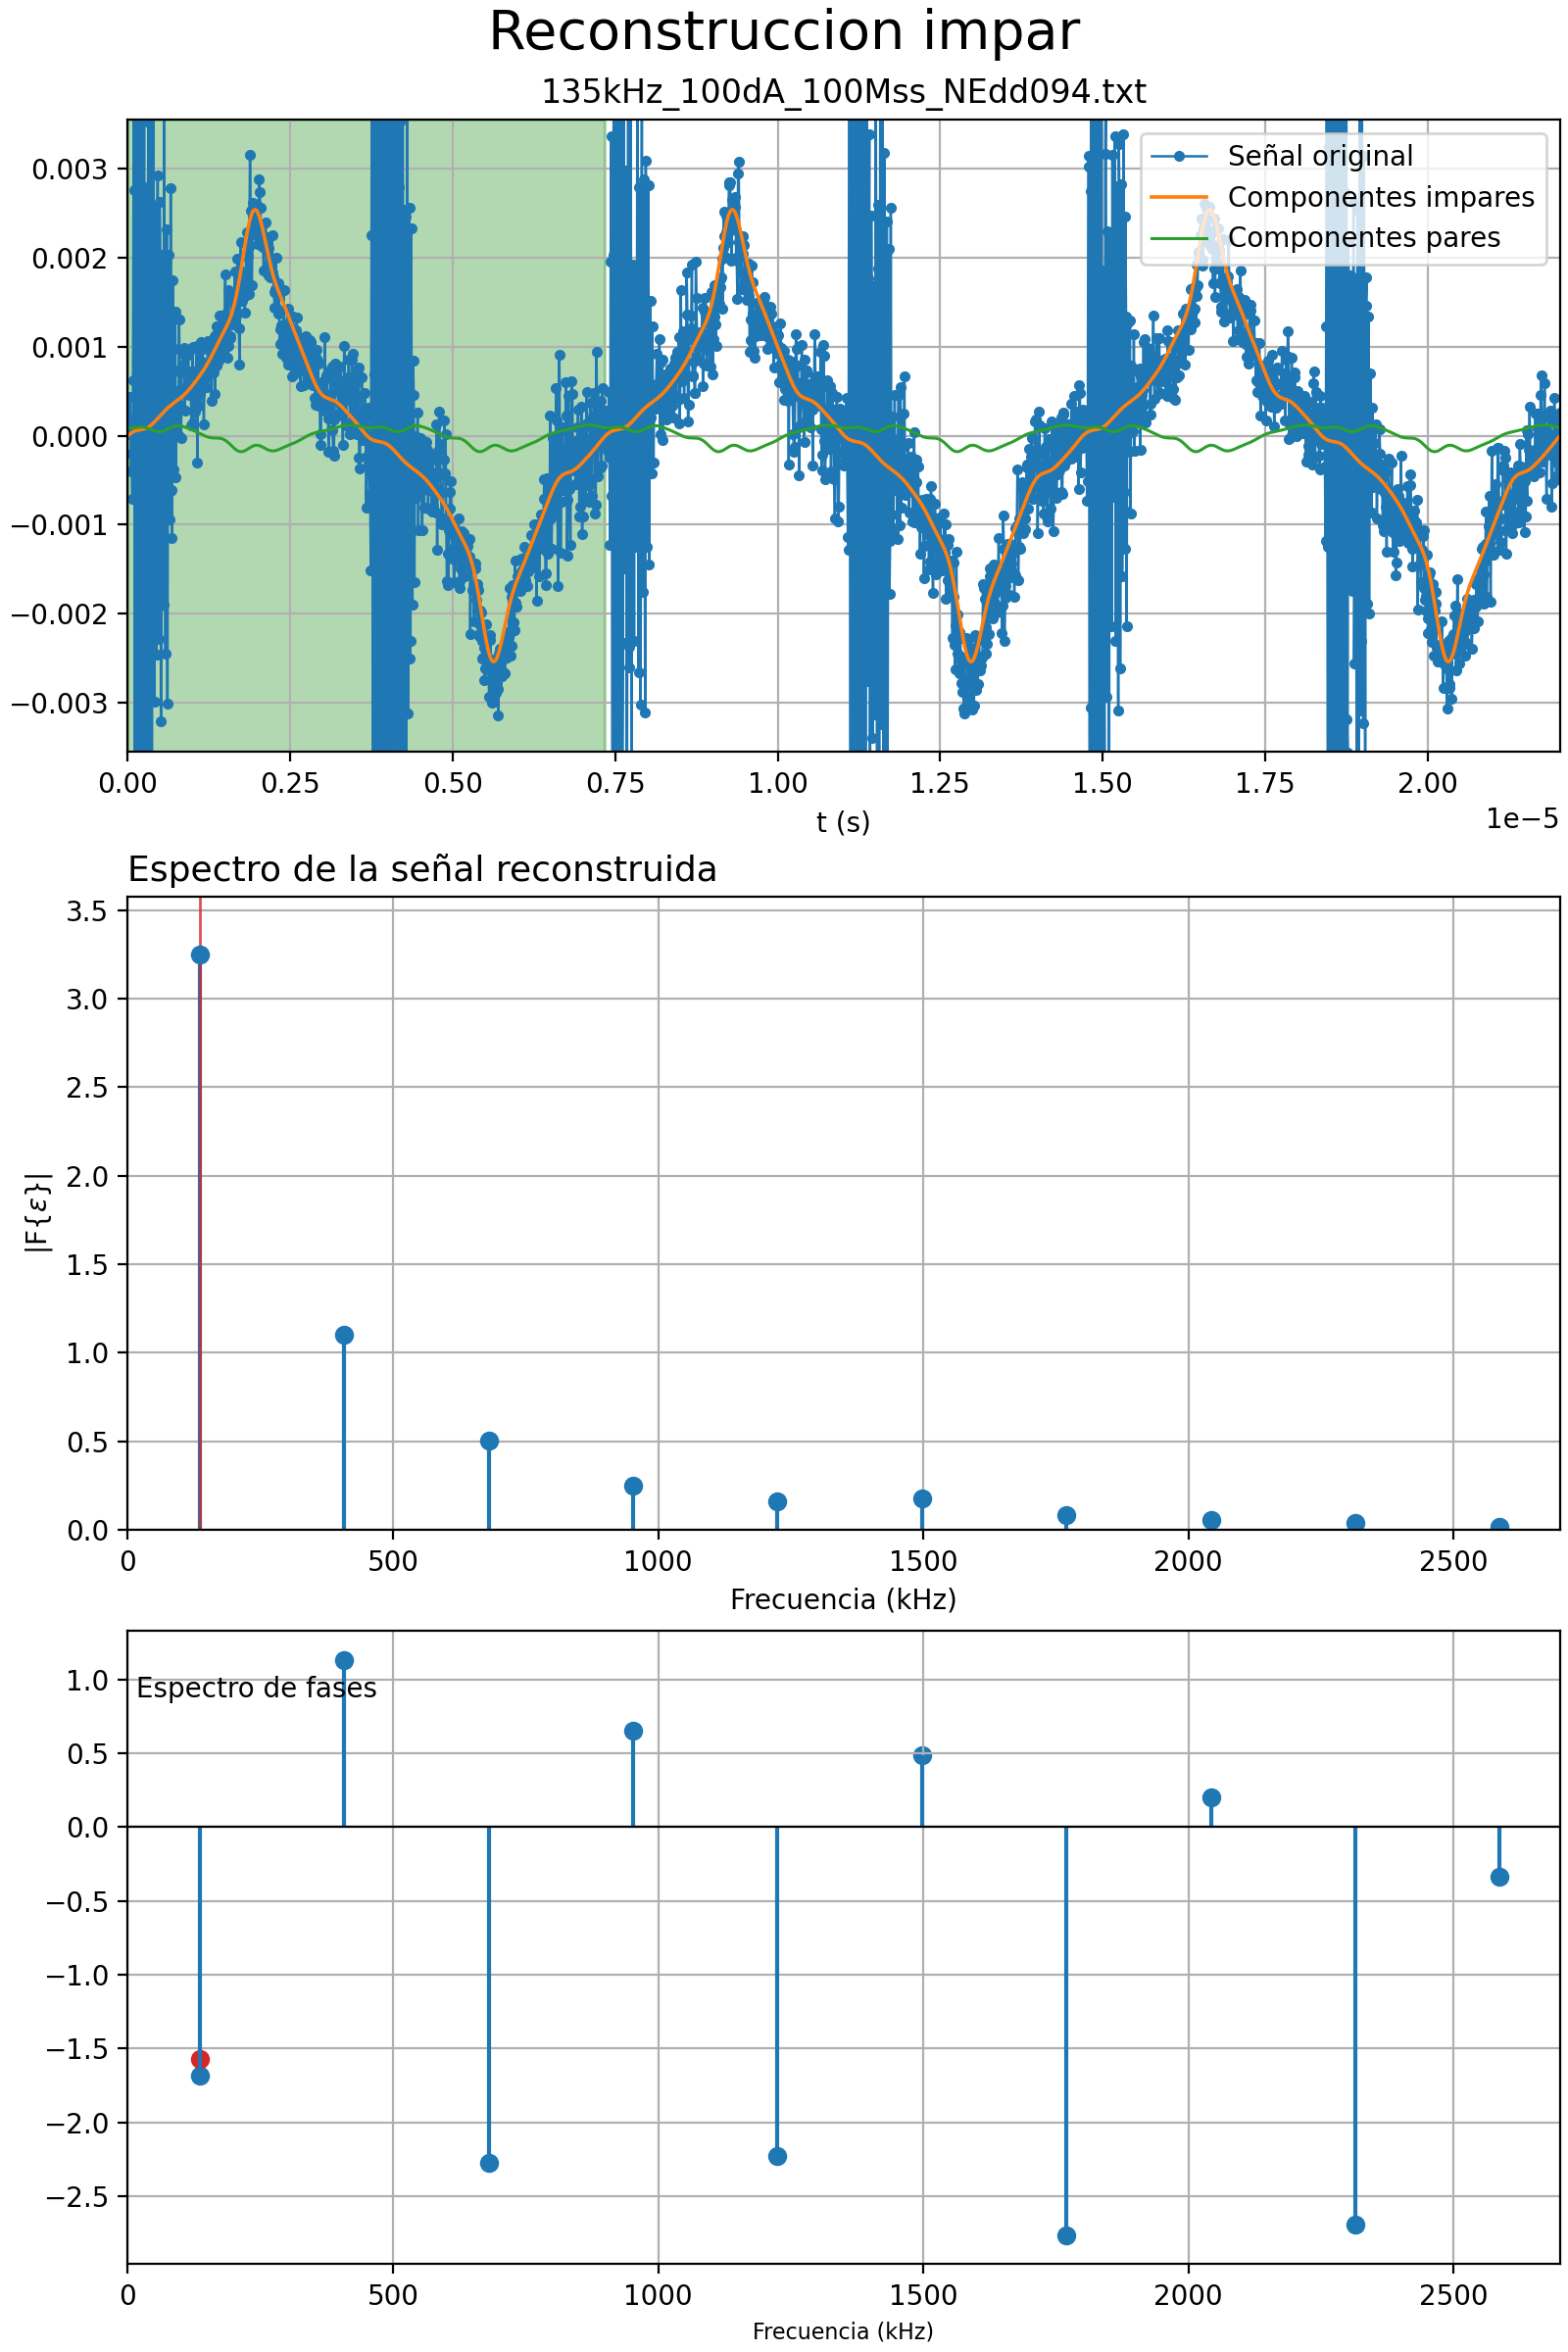 Reconstruccion impar
135kHz_100dA_100Mss_NEdd094.txt
Señal original
Componentes impares
Componentes pares
0.003
0.002
0.001
0.000
−0.001
−0.002
−0.003
0.00 0.25 0.50 0.75 1.00 1.25 1.50 1.75 2.00
1e−5
t (s)
Espectro de la señal reconstruida
3.5
3.0
2.5
2.0
1.5
1.0
0.5
0.0
|F{ε}|
0 500 1000 1500 2000 2500
Frecuencia (kHz)
Espectro de fases
1.0
0.5
0.0
−0.5
−1.0
−1.5
−2.0
−2.5
0 500 1000 1500 2000 2500
Frecuencia (kHz)